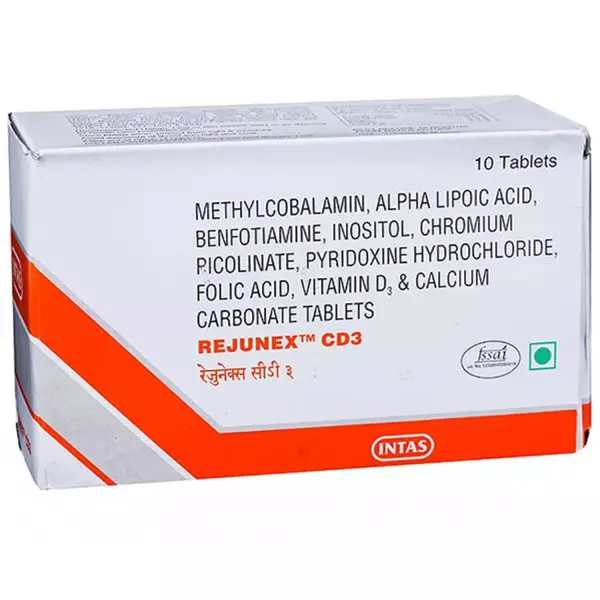 10 Tablets
METHYLCOBALAMIN, ALPHA LIPOIC ACID,
BENFOTIAMINE, INOSITOL, CHROMIUM
PICOLINATE, PYRIDOXINE HYDROCHLORIDE,
FOLIC ACID, VITAMIN D3 & CALCIUM
CARBONATE TABLETS
REJUNEX™ CD3
रेजुनेक्स सीडी ३
fssai
INTAS